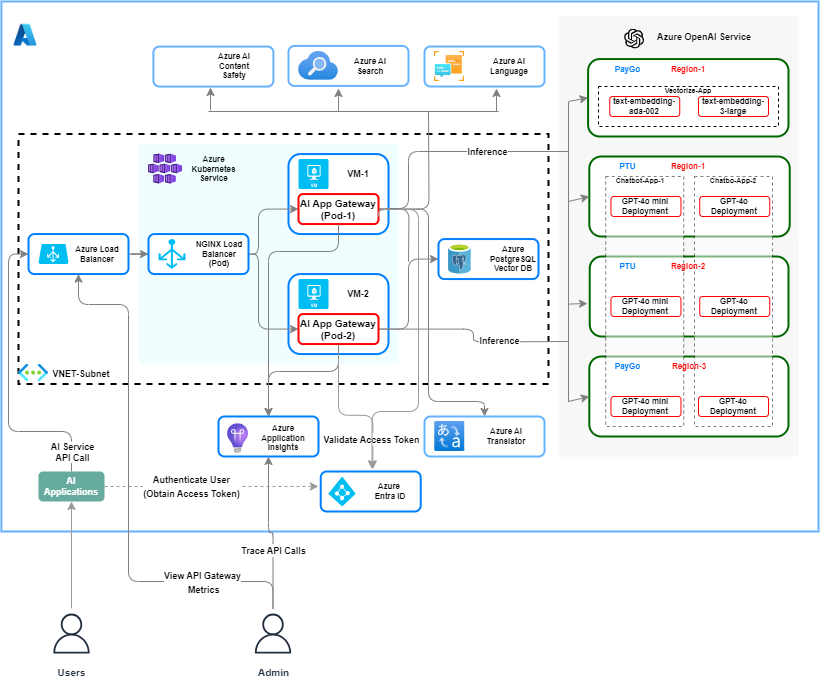 Azure OpenAI Service
Azure AI
Content
Safety
Azure AI
Search
Azure AI
Language
PayGo
Region-1
Vectorize-App
text-embedding-
ada-002
text-embedding-
3-large
Inference
Azure
Kubernetes
Service
VM-1
VM
AI App Gateway
(Pod-1)
PTU
Region-1
Chatbot-App-1
Chatbo-App-2
GPT-4o mini
Deployment
GPT-4o
Deployment
Azure Load
Balancer
NGINX Load
Balancer
(Pod)
Azure
PostgreSQL
Vector DB
VM-2
VM
AI App Gateway
(Pod-2)
PTU
Region-2
GPT-4o mini
Deployment
GPT-4o
Deployment
Inference
VNET-Subnet
PayGo
Region-3
GPT-4o mini
Deployment
GPT-4o
Deployment
Azure
Application
Insights
Validate Access Token
あ
a
Azure AI
Translator
AI Service
API Call
AI
Applications
Authenticate User
(Obtain Access Token)
Azure
Entra ID
Trace API Calls
View API Gateway
Metrics
Users
Admin